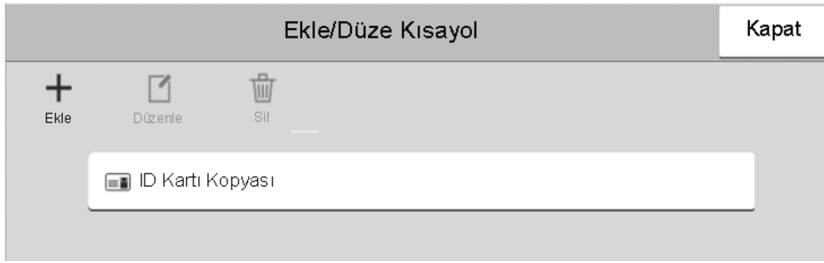 Ekle/Düze Kısayol
Kapat
Ekle
Düzenle
Sil
ID Kartı Kopyası